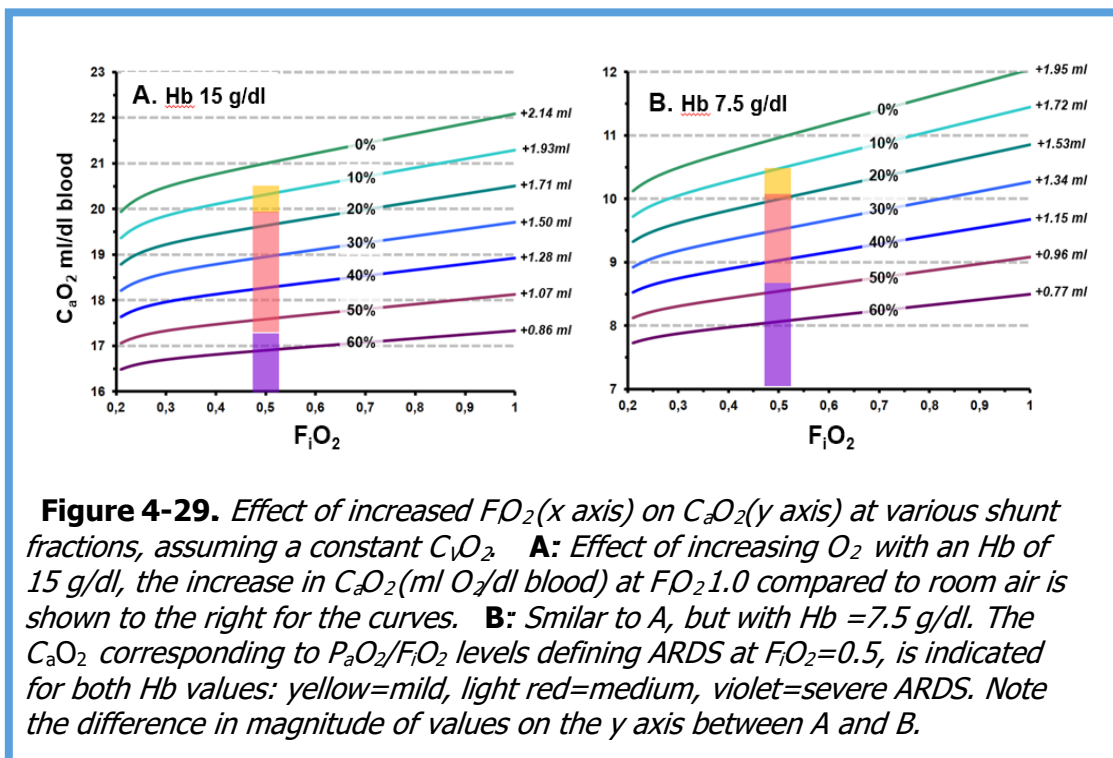 A. Hb 15 g/dl
B. Hb 7.5 g/dl
CaO2 ml/dl blood
23
22
21
20
19
18
17
16
0%
10%
20%
30%
40%
50%
60%
+2.14 ml
+1.93ml
+1.71 ml
+1.50 ml
+1.28 ml
+1.07 ml
+0.86 ml
0,2 0,3 0,4 0,5 0,6 0,7 0,8 0,9 1
FiO2
12
11
10
9
8
7
0%
10%
20%
30%
40%
50%
60%
+1.95 ml
+1.72 ml
+1.53ml
+1.34 ml
+1.15 ml
+0.96 ml
+0.77 ml
0,2 0,3 0,4 0,5 0,6 0,7 0,8 0,9 1
FiO2
Figure 4-29. Effect of increased FiO2 (x axis) on CaO2 (y axis) at various shunt
fractions, assuming a constant CvO2. A: Effect of increasing O2 with an Hb of
15 g/dl, the increase in CaO2 (ml O2/dl blood) at FiO2 1.0 compared to room air is
shown to the right for the curves. B: Smilar to A, but with Hb =7.5 g/dl. The
CaO2 corresponding to PaO2/FiO2 levels defining ARDS at FiO2=0.5, is indicated
for both Hb values: yellow=mild, light red=medium, violet=severe ARDS. Note
the difference in magnitude of values on the y axis between A and B.